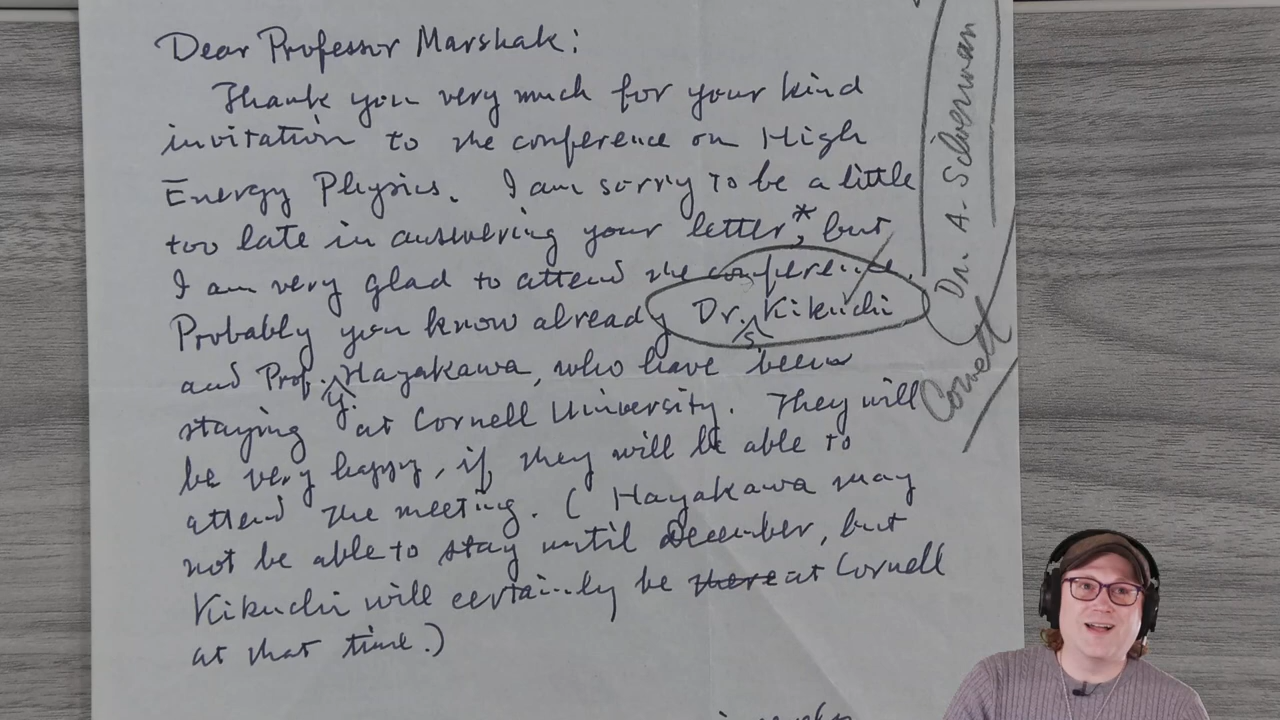 Dear Professor Marshak:
Thank you very much for your kind
invitation to the conference on High
Energy Physics. I am sorry to be a little
too late in answering your letter*, but
I am very glad to attend the conference.
Probably you know already Dr. S. Kikuchi
and Prof. Y. Hayakawa, who have been
staying at Cornell University. They will
be very happy, if they will be able to
attend the meeting. ( Hayakawa may
not be able to stay until December, but
Kikuchi will certainly be there at Cornell
at that time.)
Dr. A. Silverman
Cornell